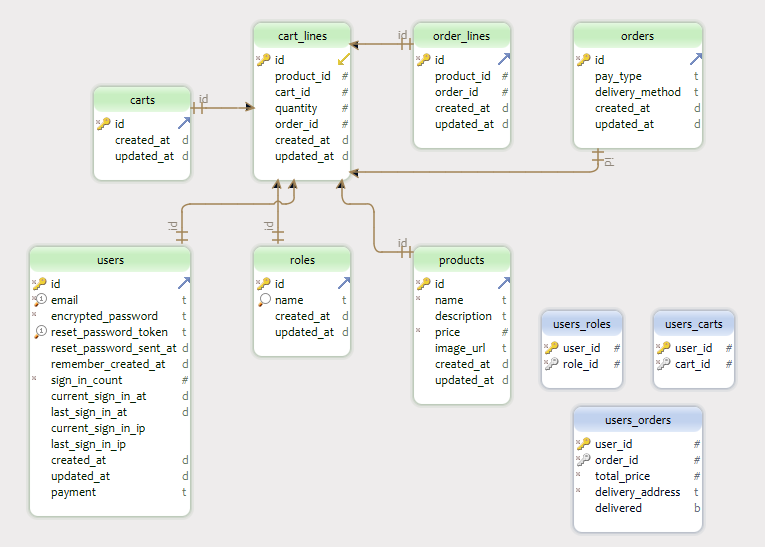 cart_lines
id
product_id #
cart_id #
quantity #
order_id #
created_at d
updated_at d
id
order_lines
id
product_id #
order_id #
created_at d
updated_at d
orders
id
pay_type t
delivery_method t
created_at d
updated_at d
id
carts
id
created_at d
updated_at d
id
id
users
id
email t
encrypted_password t
reset_password_token t
reset_password_sent_at d
remember_created_at d
sign_in_count #
current_sign_in_at d
last_sign_in_at d
current_sign_in_ip
last_sign_in_ip
created_at d
updated_at d
payment t
id
roles
id
name t
created_at d
updated_at d
id
products
id
* name t
description t
* price #
image_url t
created_at d
updated_at d
users_roles
user_id #
role_id #
users_carts
user_id #
cart_id #
users_orders
user_id #
order_id #
* total_price #
* delivery_address t
delivered b